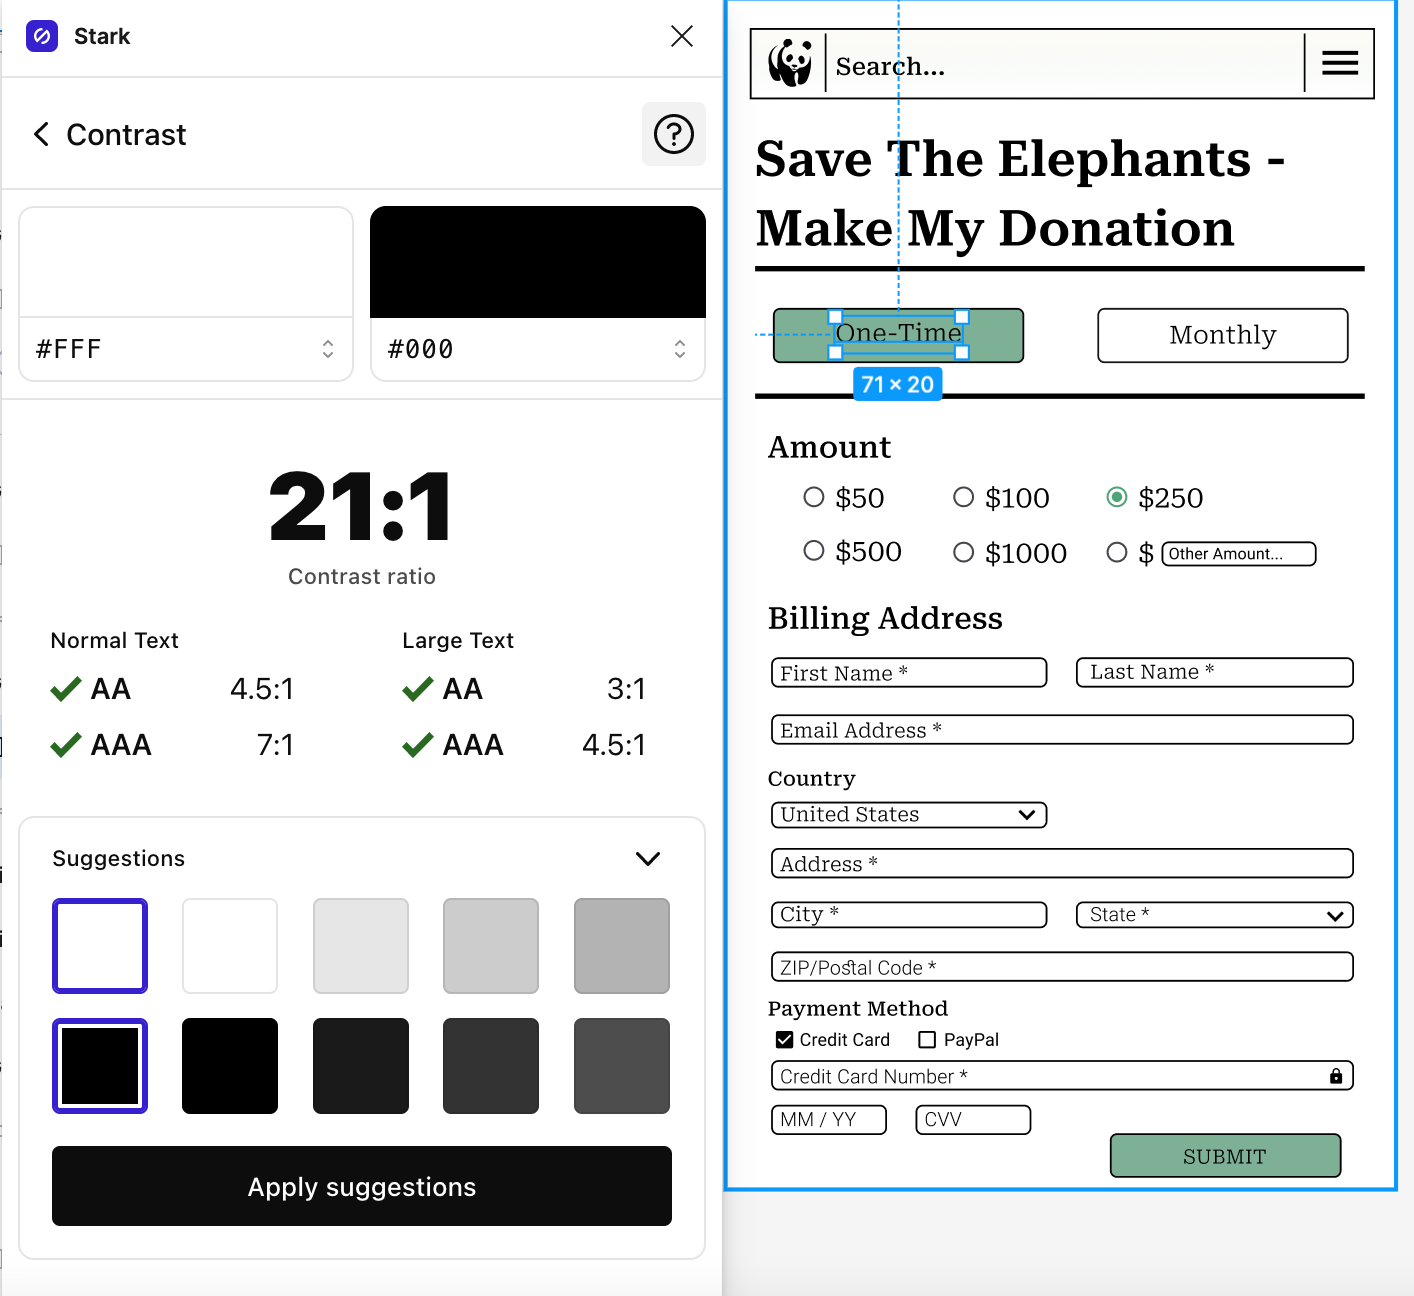 Stark
Contrast
#FFF
#000
21:1
Contrast ratio
Normal Text
Large Text
AA 4.5:1
AA 3:1
AAA 7:1
AAA 4.5:1
Suggestions
Apply suggestions
Search...
Save The Elephants -
Make My Donation
One-Time
Monthly
71 × 20
Amount
$50
$100
$250
$500
$1000
$ Other Amount...
Billing Address
First Name *
Last Name *
Email Address *
Country
United States
Address *
City *
State *
ZIP/Postal Code *
Payment Method
Credit Card
PayPal
Credit Card Number *
MM / YY
CVV
SUBMIT